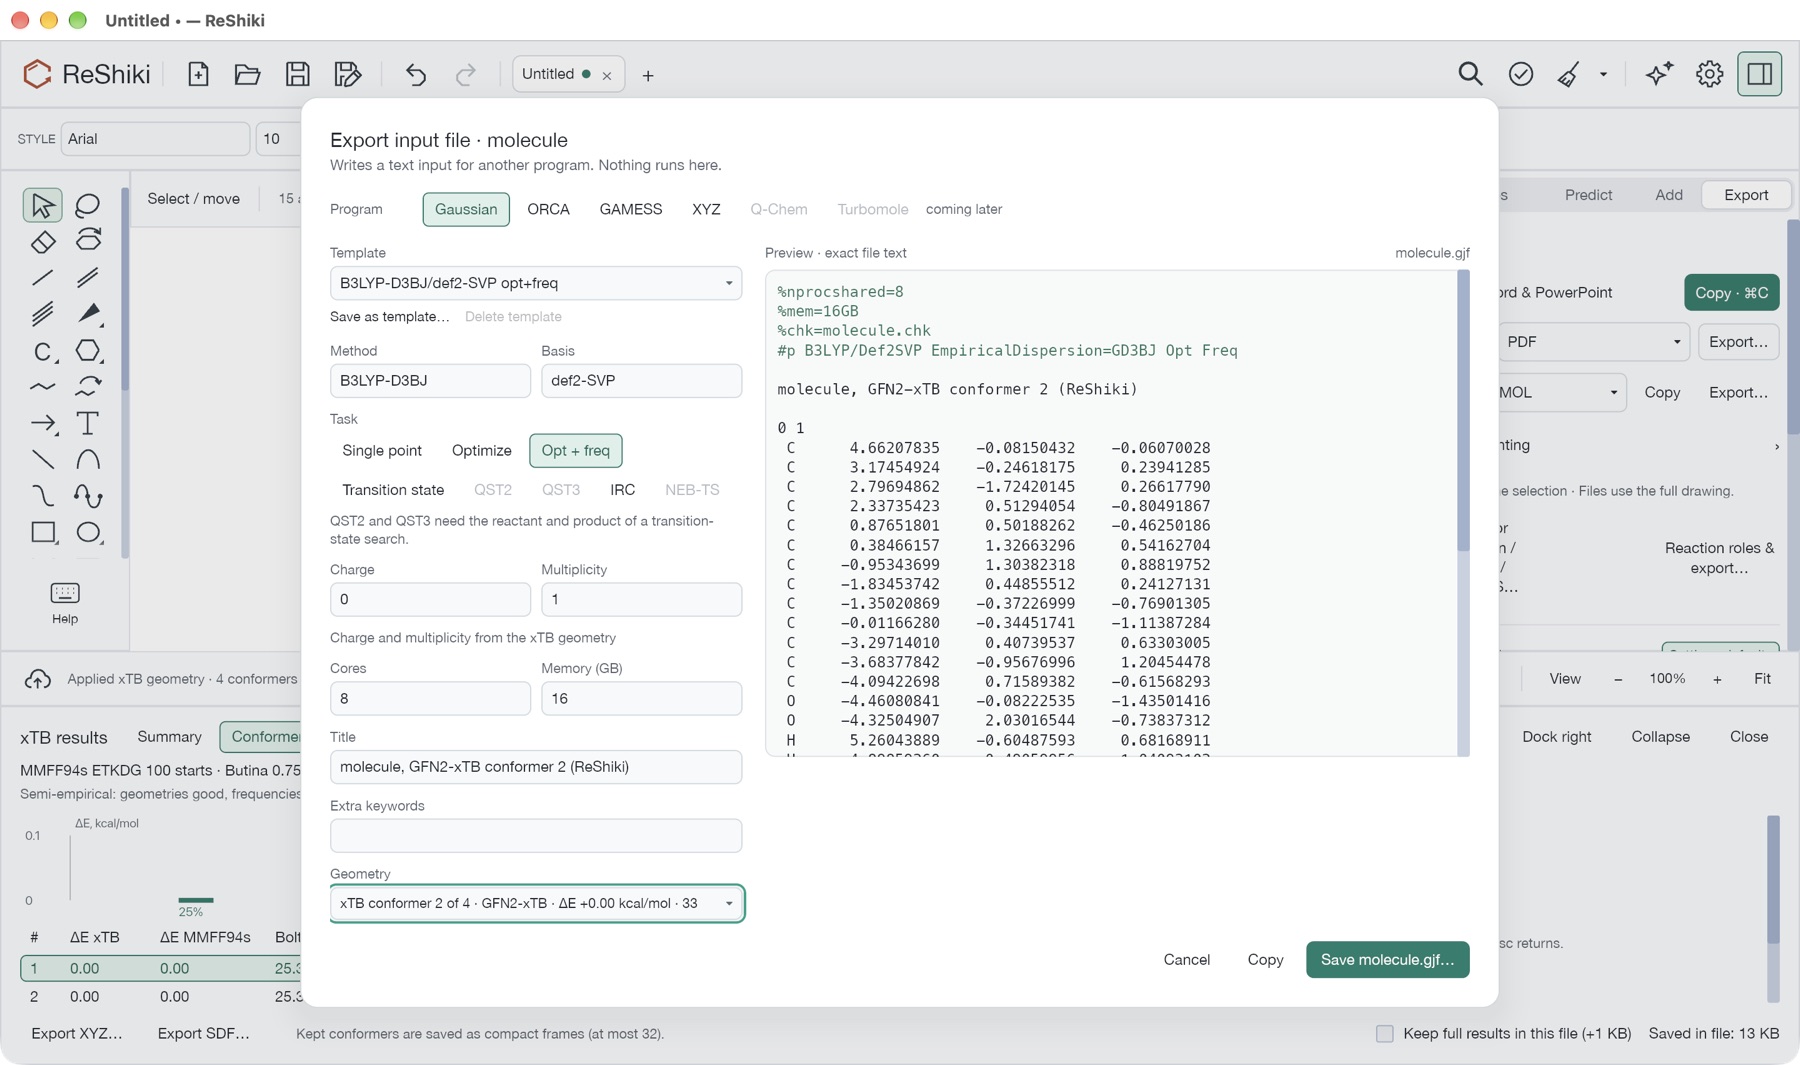 Untitled • — ReShiki
ReShiki
Untitled
STYLE
Arial
10
Select / move
15
Predict
Add
Export
Help
Export input file · molecule
Writes a text input for another program. Nothing runs here.
Program
Gaussian
ORCA
GAMESS
XYZ
Q-Chem
Turbomole
coming later
Template
B3LYP-D3BJ/def2-SVP opt+freq
Save as template…
Delete template
Method
Basis
B3LYP-D3BJ
def2-SVP
Task
Single point
Optimize
Opt + freq
Transition state
QST2
QST3
IRC
NEB-TS
QST2 and QST3 need the reactant and product of a transition-
state search.
Charge
Multiplicity
0
1
Charge and multiplicity from the xTB geometry
Cores
Memory (GB)
8
16
Title
molecule, GFN2-xTB conformer 2 (ReShiki)
Extra keywords
Geometry
xTB conformer 2 of 4 · GFN2-xTB · ΔE +0.00 kcal/mol · 33
Preview · exact file text
molecule.gjf
%nprocshared=8
%mem=16GB
%chk=molecule.chk
#p B3LYP/Def2SVP EmpiricalDispersion=GD3BJ Opt Freq
molecule, GFN2-xTB conformer 2 (ReShiki)
0 1
C 4.66207835 -0.08150432 -0.06070028
C 3.17454924 -0.24618175 0.23941285
C 2.79694862 -1.72420145 0.26617790
C 2.33735423 0.51294054 -0.80491867
C 0.87651801 0.50188262 -0.46250186
C 0.38466157 1.32663296 0.54162704
C -0.95343699 1.30382318 0.88819752
C -1.83453742 0.44855512 0.24127131
C -1.35020869 -0.37226999 -0.76901305
C -0.01166280 -0.34451741 -1.11387284
C -3.29714010 0.40739537 0.63303005
C -3.68377842 -0.95676996 1.20454478
C -4.09422698 0.71589382 -0.61568293
O -4.46080841 -0.08222535 -1.43501416
O -4.32504907 2.03016544 -0.73837312
H 5.26043889 -0.60487593 0.68168911
Cancel
Copy
Save molecule.gjf…
ord & PowerPoint
Copy · ⌘C
PDF
Export…
MOL
Copy
Export…
nting
e selection · Files use the full drawing.
Reaction roles &
export…
Applied xTB geometry · 4 conformers
View
–
100%
+
Fit
xTB results
Summary
Conforme
Dock right
Collapse
Close
MMFF94s ETKDG 100 starts · Butina 0.75
Semi-empirical: geometries good, frequencies
ΔE, kcal/mol
0.1
0
25%
# ΔE xTB ΔE MMFF94s Bolt
1 0.00 0.00 25.3
2 0.00 0.00 25.3
sc returns.
Export XYZ…
Export SDF…
Kept conformers are saved as compact frames (at most 32).
Keep full results in this file (+1 KB)
Saved in file: 13 KB